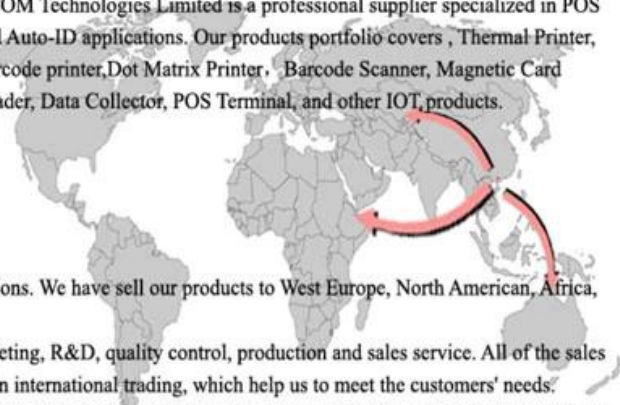 OM Technologies Limited is a professional supplier specialized in POS
Auto-ID applications. Our products portfolio covers , Thermal Printer,
rcode printer,Dot Matrix Printer， Barcode Scanner, Magnetic Card
ader, Data Collector, POS Terminal, and other IOT products.
ons. We have sell our products to West Europe, North American, Africa,
eting, R&D, quality control, production and sales service. All of the sales
n international trading, which help us to meet the customers' needs.